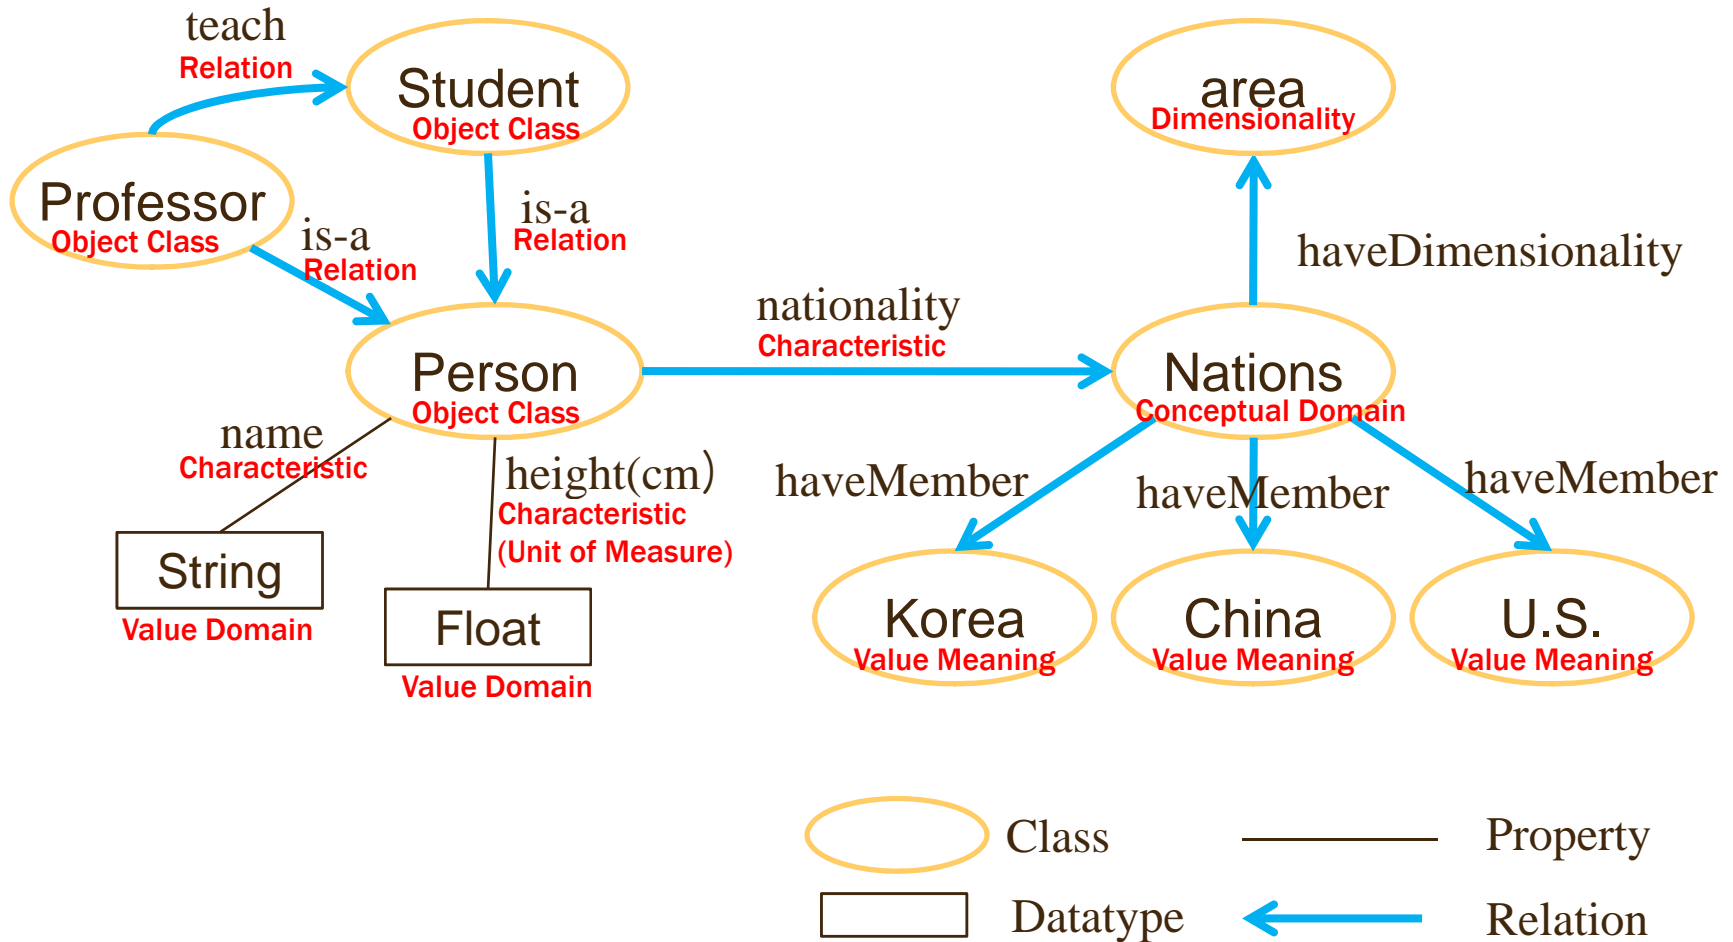 teach
Relation
Student
Object Class
area
Dimensionality
Professor
Object Class
is-a
Relation
is-a
Relation
haveDimensionality
nationality
Characteristic
Person
Object Class
Nations
Conceptual Domain
name
Characteristic
height(cm)
Characteristic
(Unit of Measure)
haveMember
haveMember
haveMember
String
Value Domain
Float
Value Domain
Korea
Value Meaning
China
Value Meaning
U.S.
Value Meaning
Class
Property
Datatype
Relation